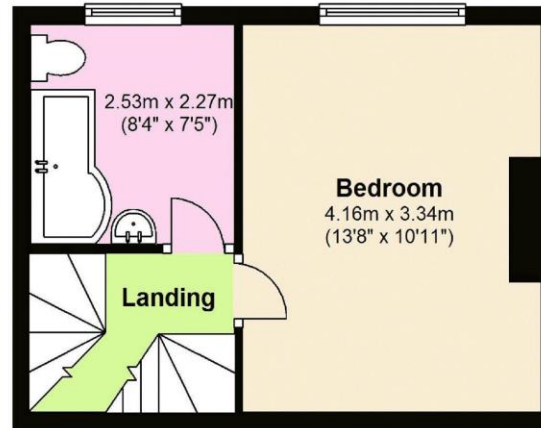 2.53m x 2.27m
(8'4" x 7'5")
Bedroom
4.16m x 3.34m
(13'8" x 10'11")
Landing